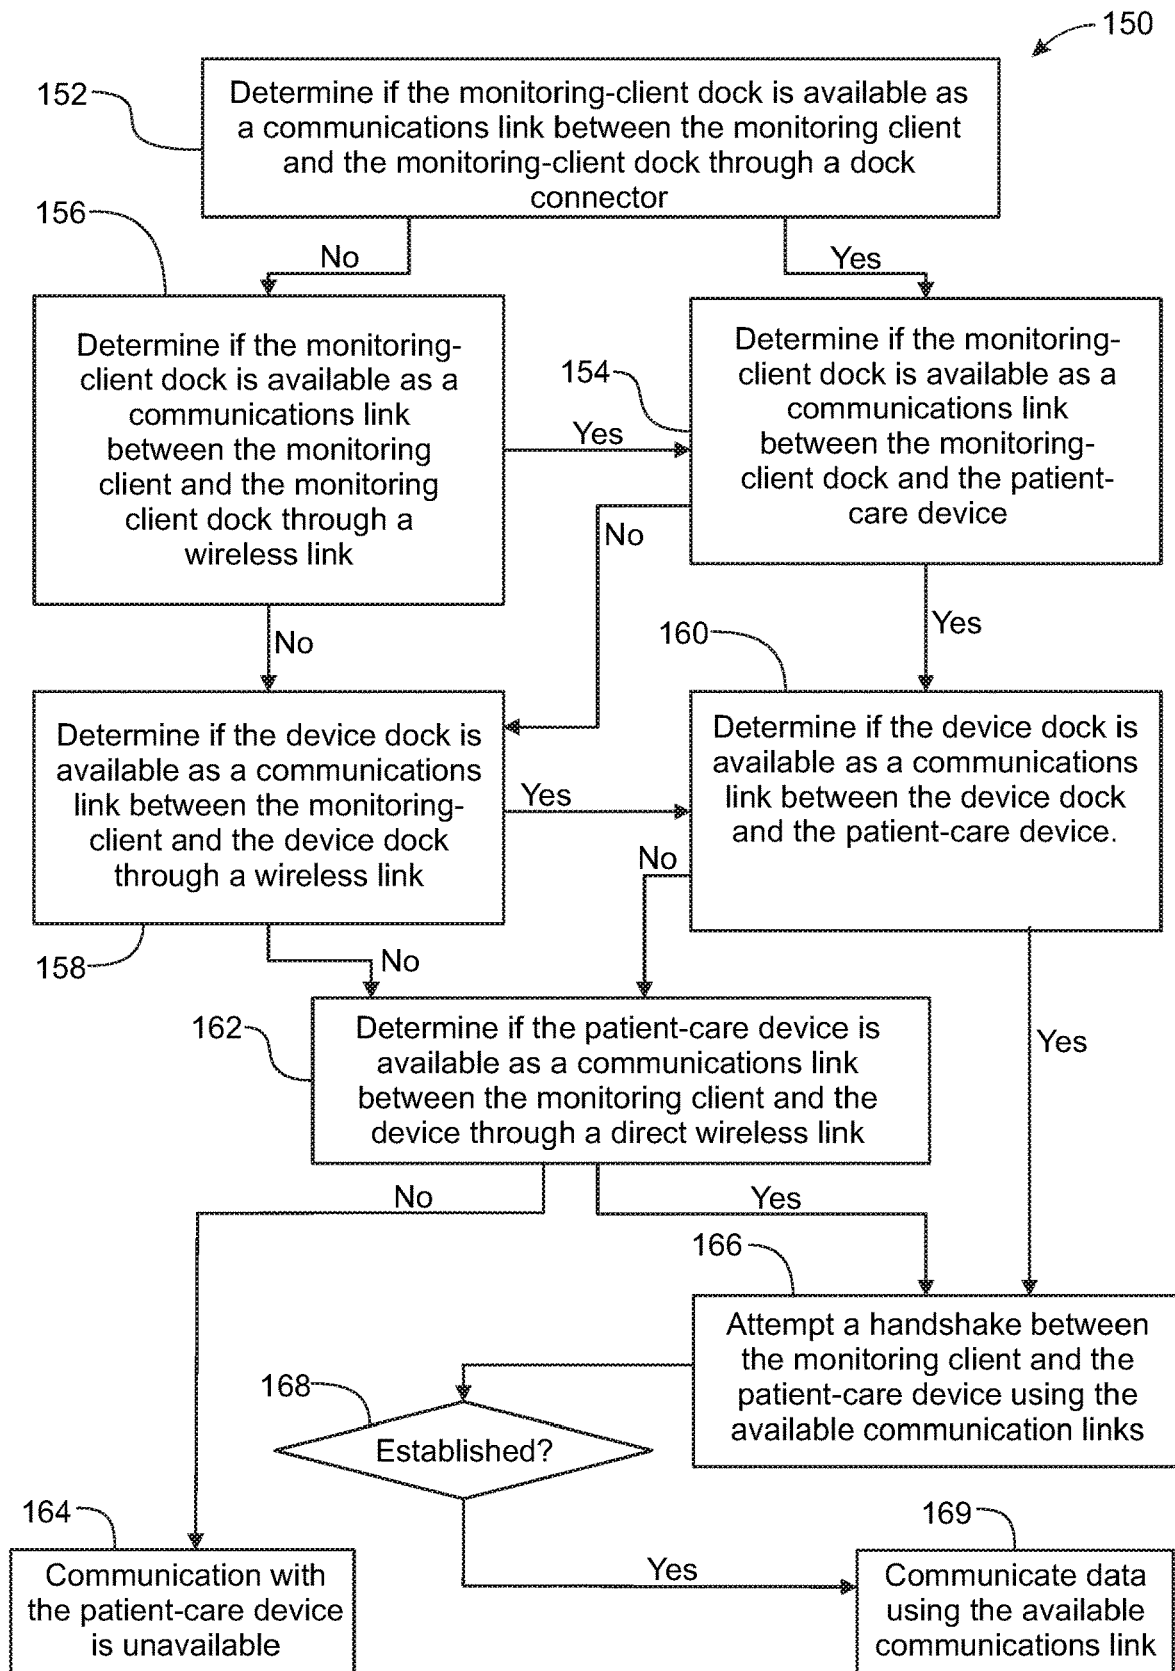 150
152
Determine if the monitoring-client dock is available as
a communications link between the monitoring client
and the monitoring-client dock through a dock
connector
156
No
Yes
Determine if the monitoring-
client dock is available as a
communications link
between the monitoring
client and the monitoring
client dock through a
wireless link
154
Yes
Determine if the monitoring-
client dock is available as a
communications link
between the monitoring-
client dock and the patient-
care device
No
No
160
Yes
Determine if the device dock is
available as a communications
link between the monitoring-
client and the device dock
through a wireless link
Yes
Determine if the device dock is
available as a communications
link between the device dock
and the patient-care device.
No
158
No
162
Determine if the patient-care device is
available as a communications link
between the monitoring client and the
device through a direct wireless link
Yes
No
Yes
166
Attempt a handshake between
the monitoring client and the
patient-care device using the
available communication links
168
Established?
164
Communication with
the patient-care device
is unavailable
Yes
169
Communicate data
using the available
communications link